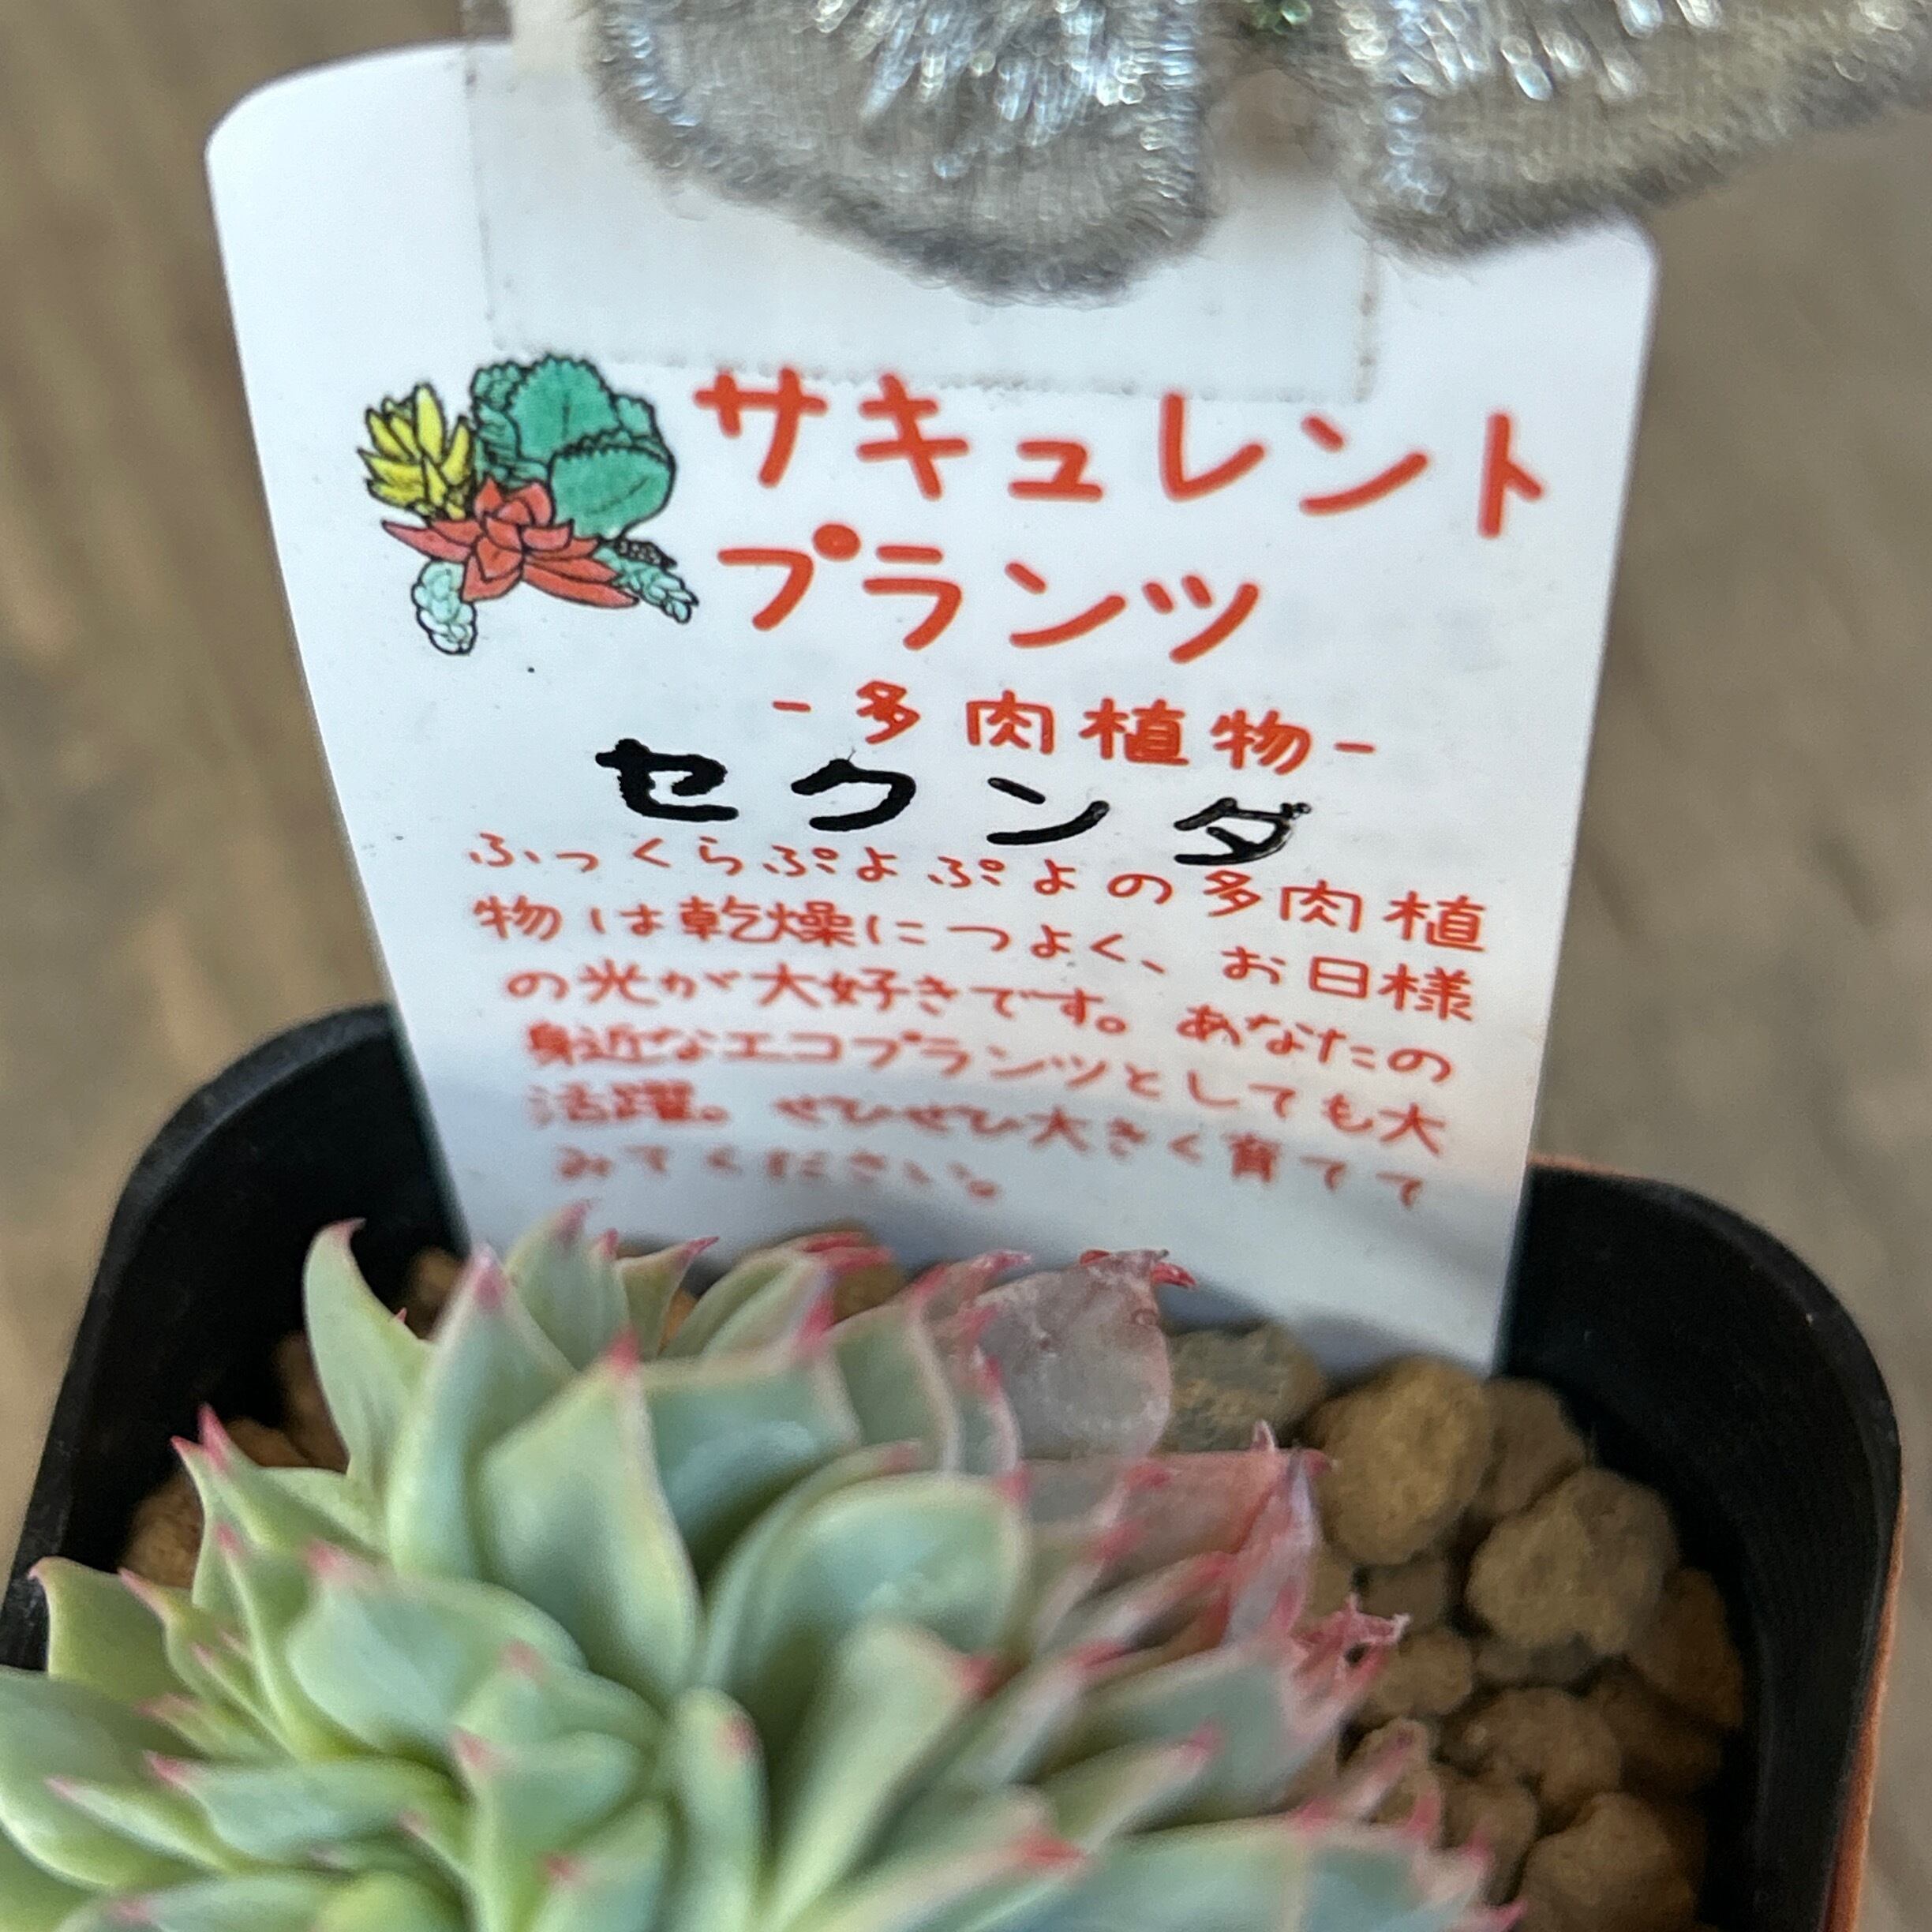 サキュレント
プランツ
-多肉植物-
セクンダ
ふっくらぷよぷよの多肉植
物は乾燥につよく、お日様
の光が大好きです。あなたの
身近なエコプランツとしても大
活躍。ぜひぜひ大きく育てて
みてください。